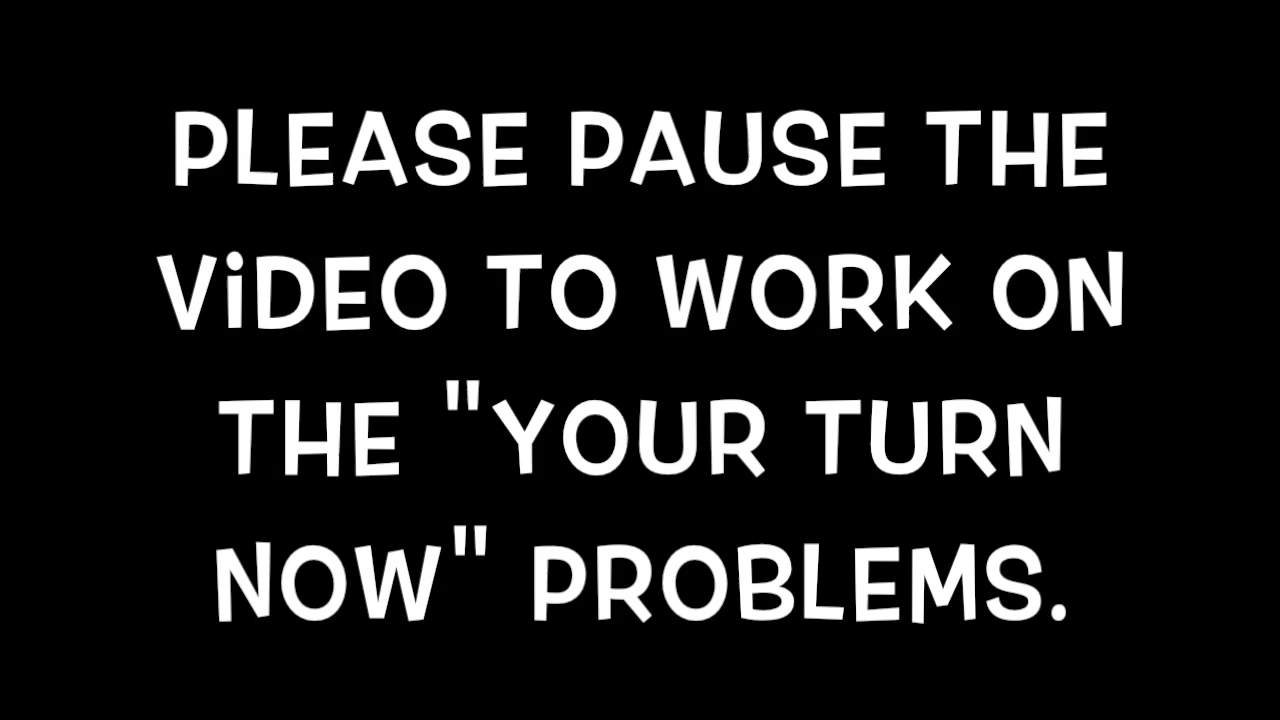 PLEASE PAUSE THE
ViDEO TO WORK ON
THE "YOUR TURN
NOW" PROBLEMS.